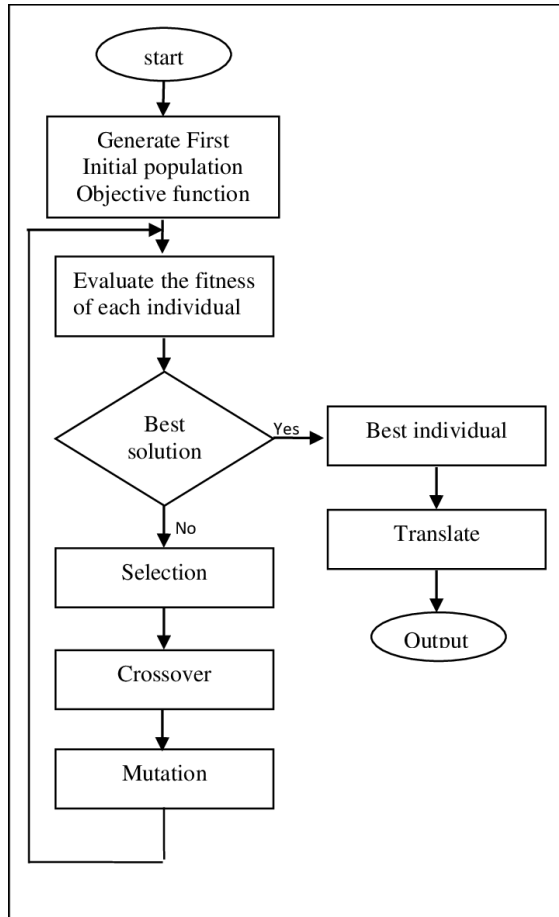 start
Generate First
Initial population
Objective function
Evaluate the fitness
of each individual
Best
solution
Yes
Best individual
Translate
Output
No
Selection
Crossover
Mutation